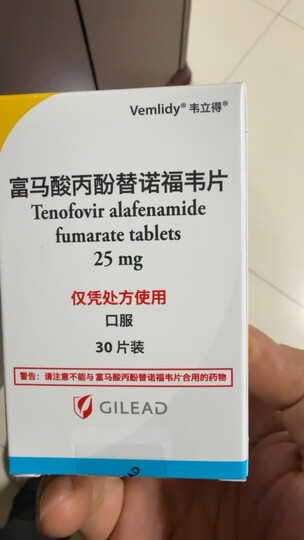 Vemlidy® 韦立得®
富马酸丙酚替诺福韦片
Tenofovir alafenamide
fumarate tablets
25 mg
仅凭处方使用
口服
30 片装
警告：请注意不能与富马酸丙酚替诺福韦片合用的药物
GILEAD